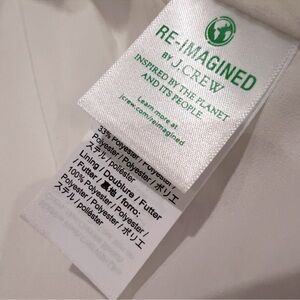 RE-IMAGINED
BY J.CREW
INSPIRED BY THE PLANET
AND ITS PEOPLE
Learn more at
jcrew.com/reimagined
33% Polyester / Polyester /
Polyester / Polyester / ポリエ
ステル / poliéster
Lining / Doublure / Futter
/ Futter / 裏地 / forro:
100% Polyester / Polyester /
Polyester / Polyester / ポリエ
ステル / poliéster